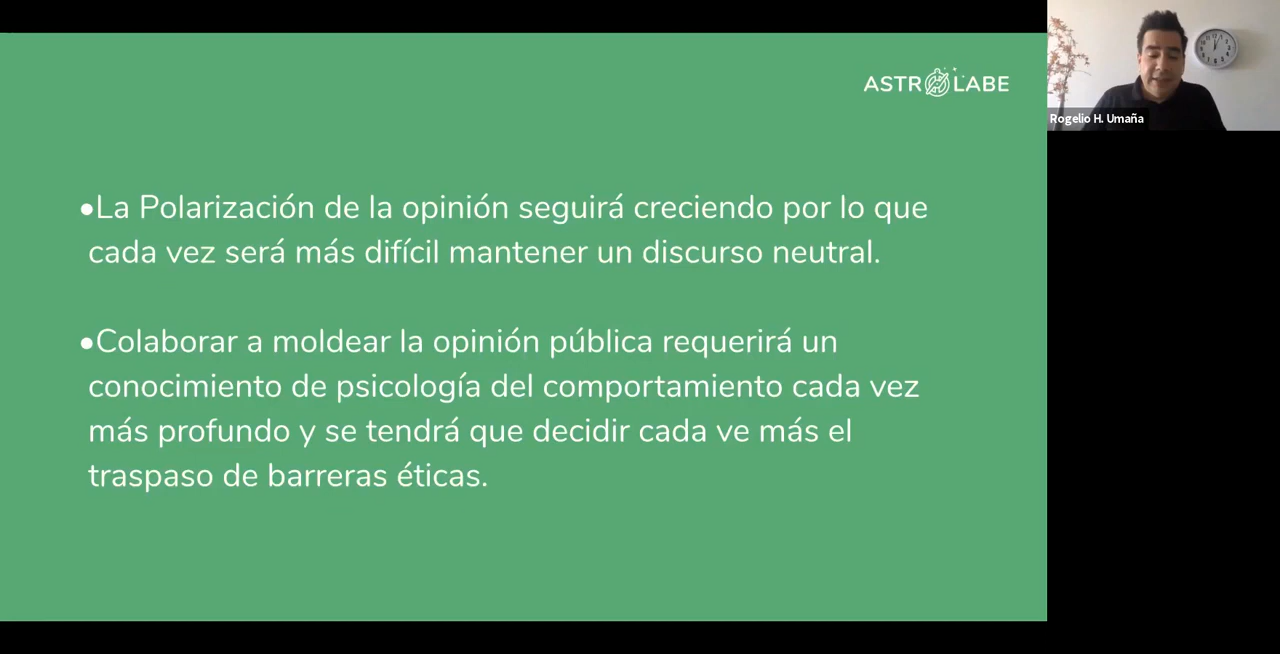 ASTROLABE
Rogelio H. Umaña
•La Polarización de la opinión seguirá creciendo por lo que
cada vez será más difícil mantener un discurso neutral.
•Colaborar a moldear la opinión pública requerirá un
conocimiento de psicología del comportamiento cada vez
más profundo y se tendrá que decidir cada ve más el
traspaso de barreras éticas.